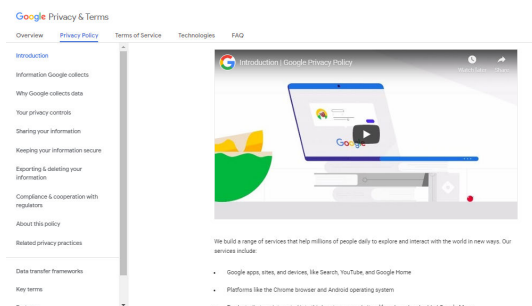 Google Privacy & Terms
Overview
Privacy Policy
Terms of Service
Technologies
FAQ
Introduction
Information Google collects
Why Google collects data
Your privacy controls
Sharing your information
Keeping your information secure
Exporting & deleting your
information
Compliance & cooperation with
regulators
About this policy
Related privacy practices
Data transfer frameworks
Key terms
Introduction | Google Privacy Policy
Watch later
Share
Google
We build a range of services that help millions of people daily to explore and interact with the world in new ways. Our
services include:
• Google apps, sites, and devices, like Search, YouTube, and Google Home
• Platforms like the Chrome browser and Android operating system